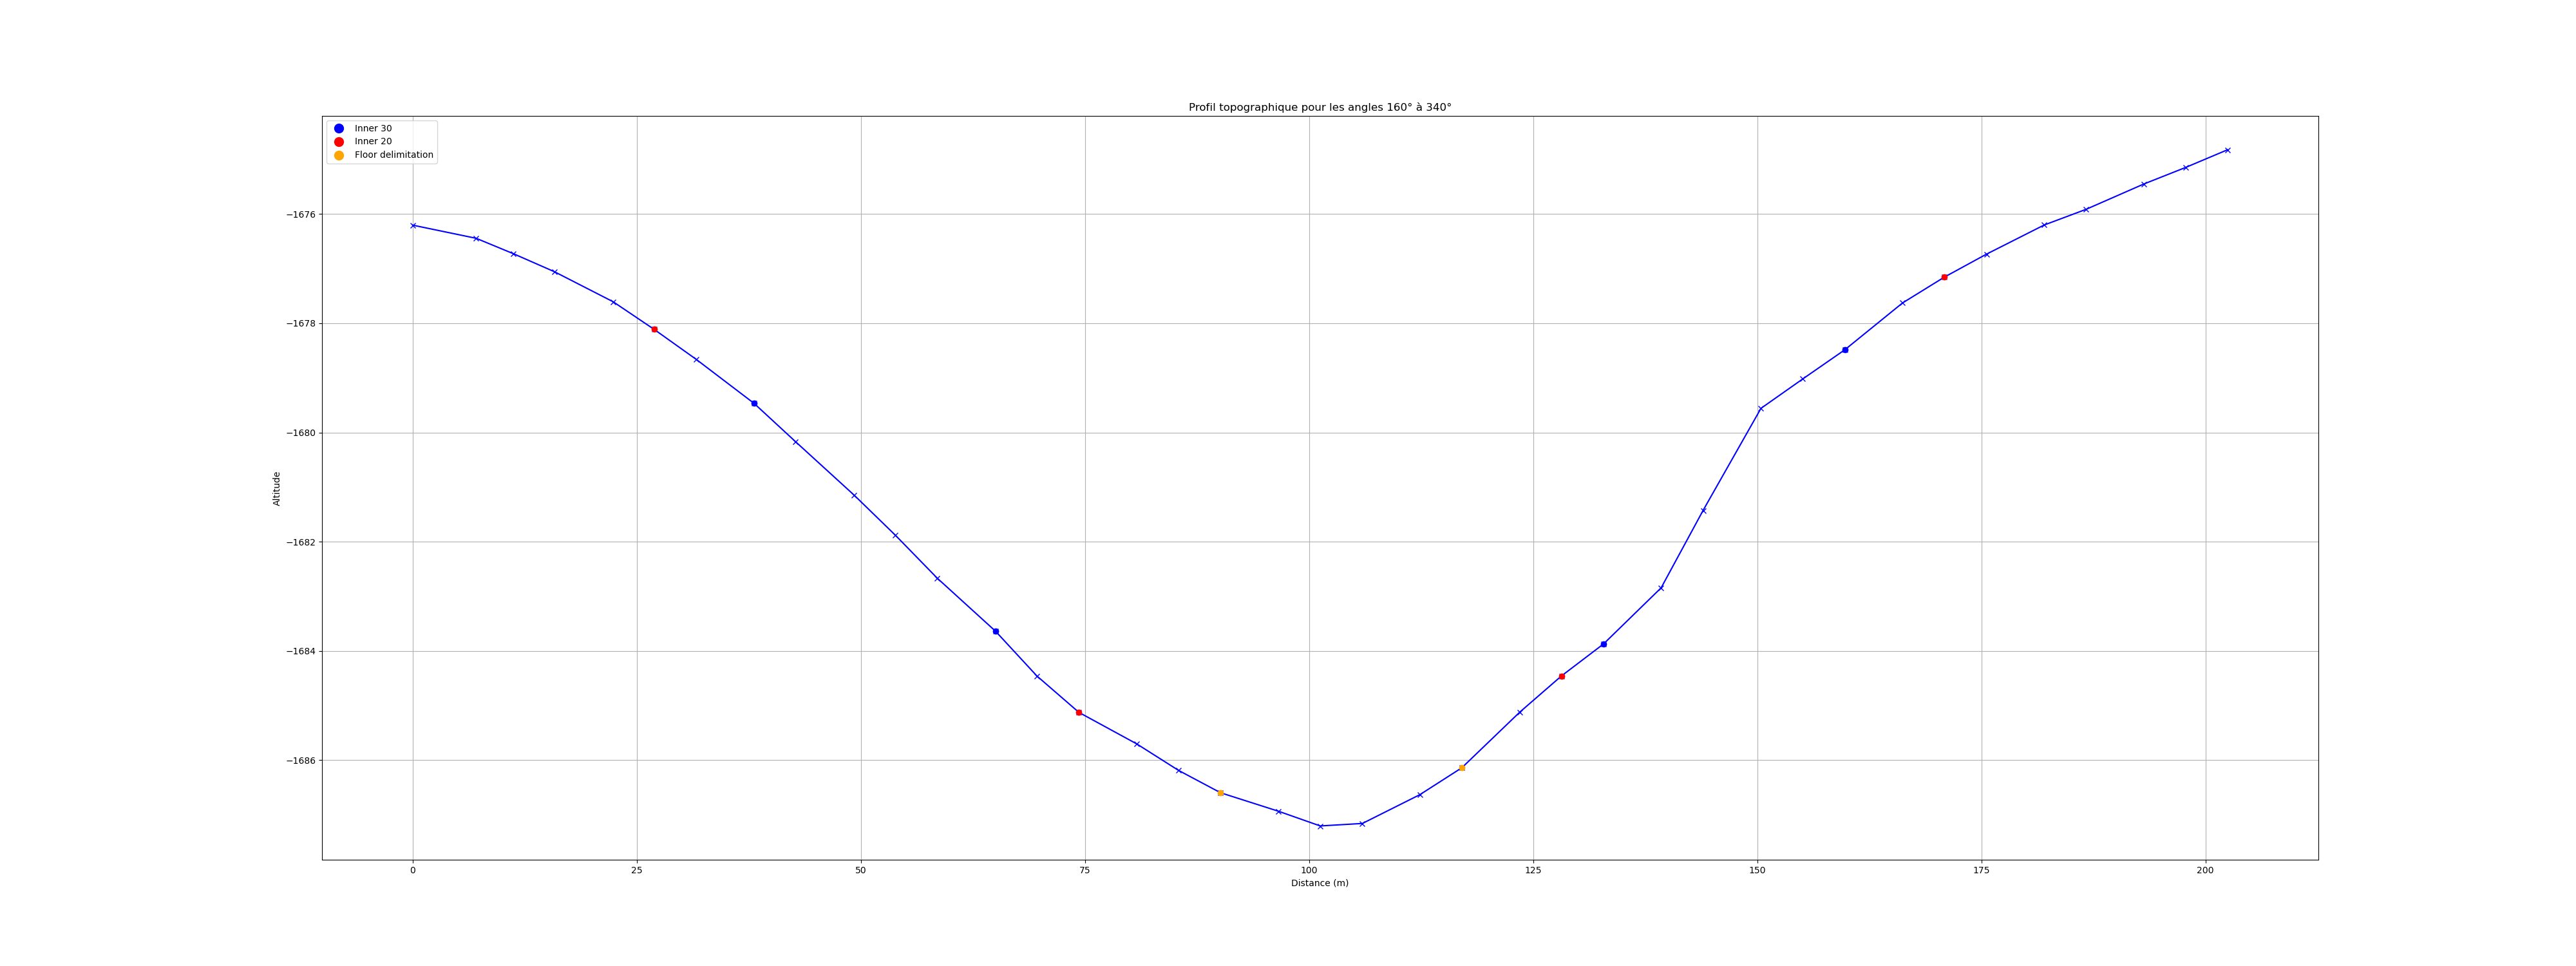 Profil topographique pour les angles 160° à 340°
Inner 30
Inner 20
Floor delimitation
Altitude
−1676
−1678
−1680
−1682
−1684
−1686
0 25 50 75 100 125 150 175 200
Distance (m)